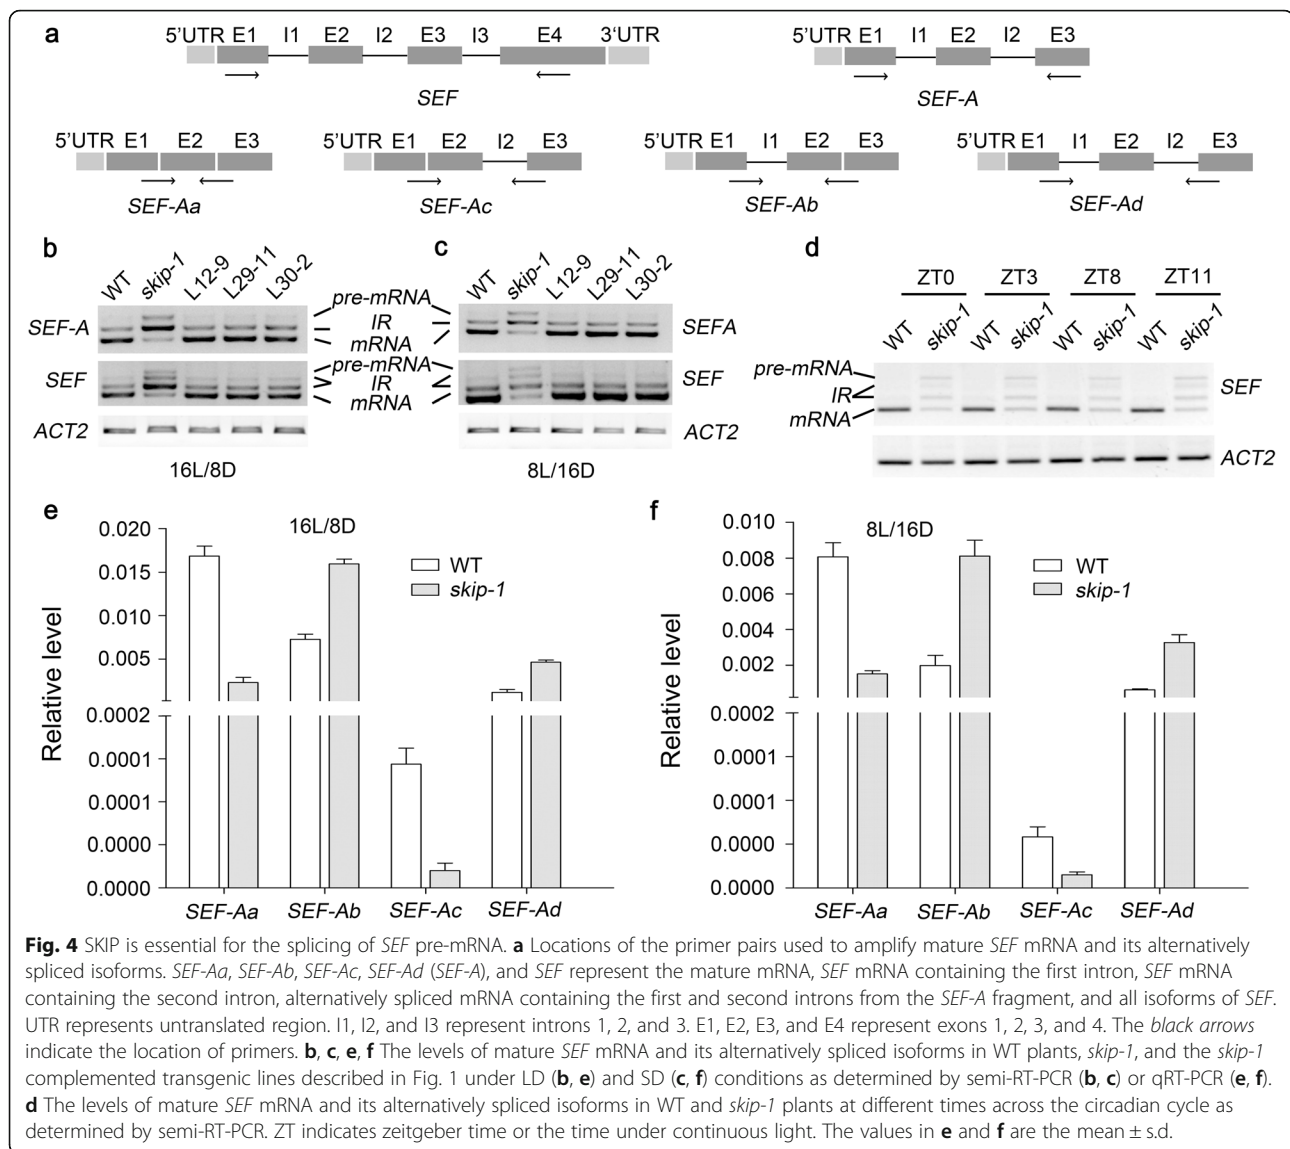 a
5'UTR E1 I1 E2 I2 E3 I3 E4 3'UTR
SEF
5'UTR E1 I1 E2 I2 E3
SEF-A
5'UTR E1 E2 E3
SEF-Aa
5'UTR E1 E2 I2 E3
SEF-Ac
5'UTR E1 I1 E2 E3
SEF-Ab
5'UTR E1 I1 E2 I2 E3
SEF-Ad
b
WT skip-1 L12-9 L29-11 L30-2
SEF-A
SEF
ACT2
16L/8D
pre-mRNA
IR
mRNA
pre-mRNA
IR
mRNA
c
WT skip-1 L12-9 L29-11 L30-2
SEFA
SEF
ACT2
8L/16D
d
ZT0 ZT3 ZT8 ZT11
WT skip-1 WT skip-1 WT skip-1 WT skip-1
pre-mRNA
IR
mRNA
SEF
ACT2
e
16L/8D
WT
skip-1
Relative level
0.020
0.015
0.010
0.005
0.0002
0.0001
0.0001
0.0000
0.0000
SEF-Aa SEF-Ab SEF-Ac SEF-Ad
f
8L/16D
WT
skip-1
Relative level
0.010
0.008
0.006
0.004
0.002
0.0002
0.0001
0.0001
0.0000
0.0000
SEF-Aa SEF-Ab SEF-Ac SEF-Ad
Fig. 4 SKIP is essential for the splicing of SEF pre-mRNA. a Locations of the primer pairs used to amplify mature SEF mRNA and its alternatively
spliced isoforms. SEF-Aa, SEF-Ab, SEF-Ac, SEF-Ad (SEF-A), and SEF represent the mature mRNA, SEF mRNA containing the first intron, SEF mRNA
containing the second intron, alternatively spliced mRNA containing the first and second introns from the SEF-A fragment, and all isoforms of SEF.
UTR represents untranslated region. I1, I2, and I3 represent introns 1, 2, and 3. E1, E2, E3, and E4 represent exons 1, 2, 3, and 4. The black arrows
indicate the location of primers. b, c, e, f The levels of mature SEF mRNA and its alternatively spliced isoforms in WT plants, skip-1, and the skip-1
complemented transgenic lines described in Fig. 1 under LD (b, e) and SD (c, f) conditions as determined by semi-RT-PCR (b, c) or qRT-PCR (e, f).
d The levels of mature SEF mRNA and its alternatively spliced isoforms in WT and skip-1 plants at different times across the circadian cycle as
determined by semi-RT-PCR. ZT indicates zeitgeber time or the time under continuous light. The values in e and f are the mean ± s.d.